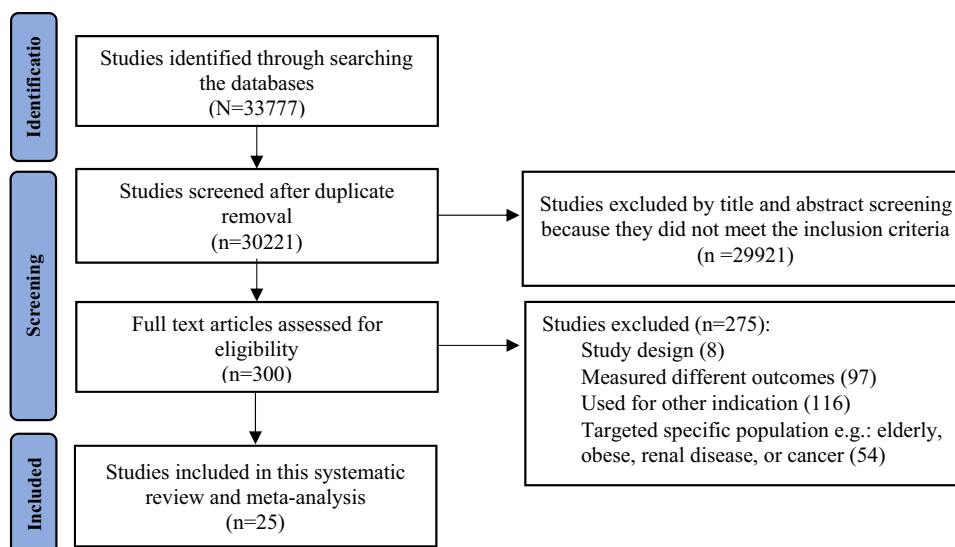 Identificatio
Studies identified through searching
the databases
(N=33777)
Screening
Studies screened after duplicate
removal
(n=30221)
Studies excluded by title and abstract screening
because they did not meet the inclusion criteria
(n =29921)
Full text articles assessed for
eligibility
(n=300)
Studies excluded (n=275):
Study design (8)
Measured different outcomes (97)
Used for other indication (116)
Targeted specific population e.g.: elderly,
obese, renal disease, or cancer (54)
Included
Studies included in this systematic
review and meta-analysis
(n=25)